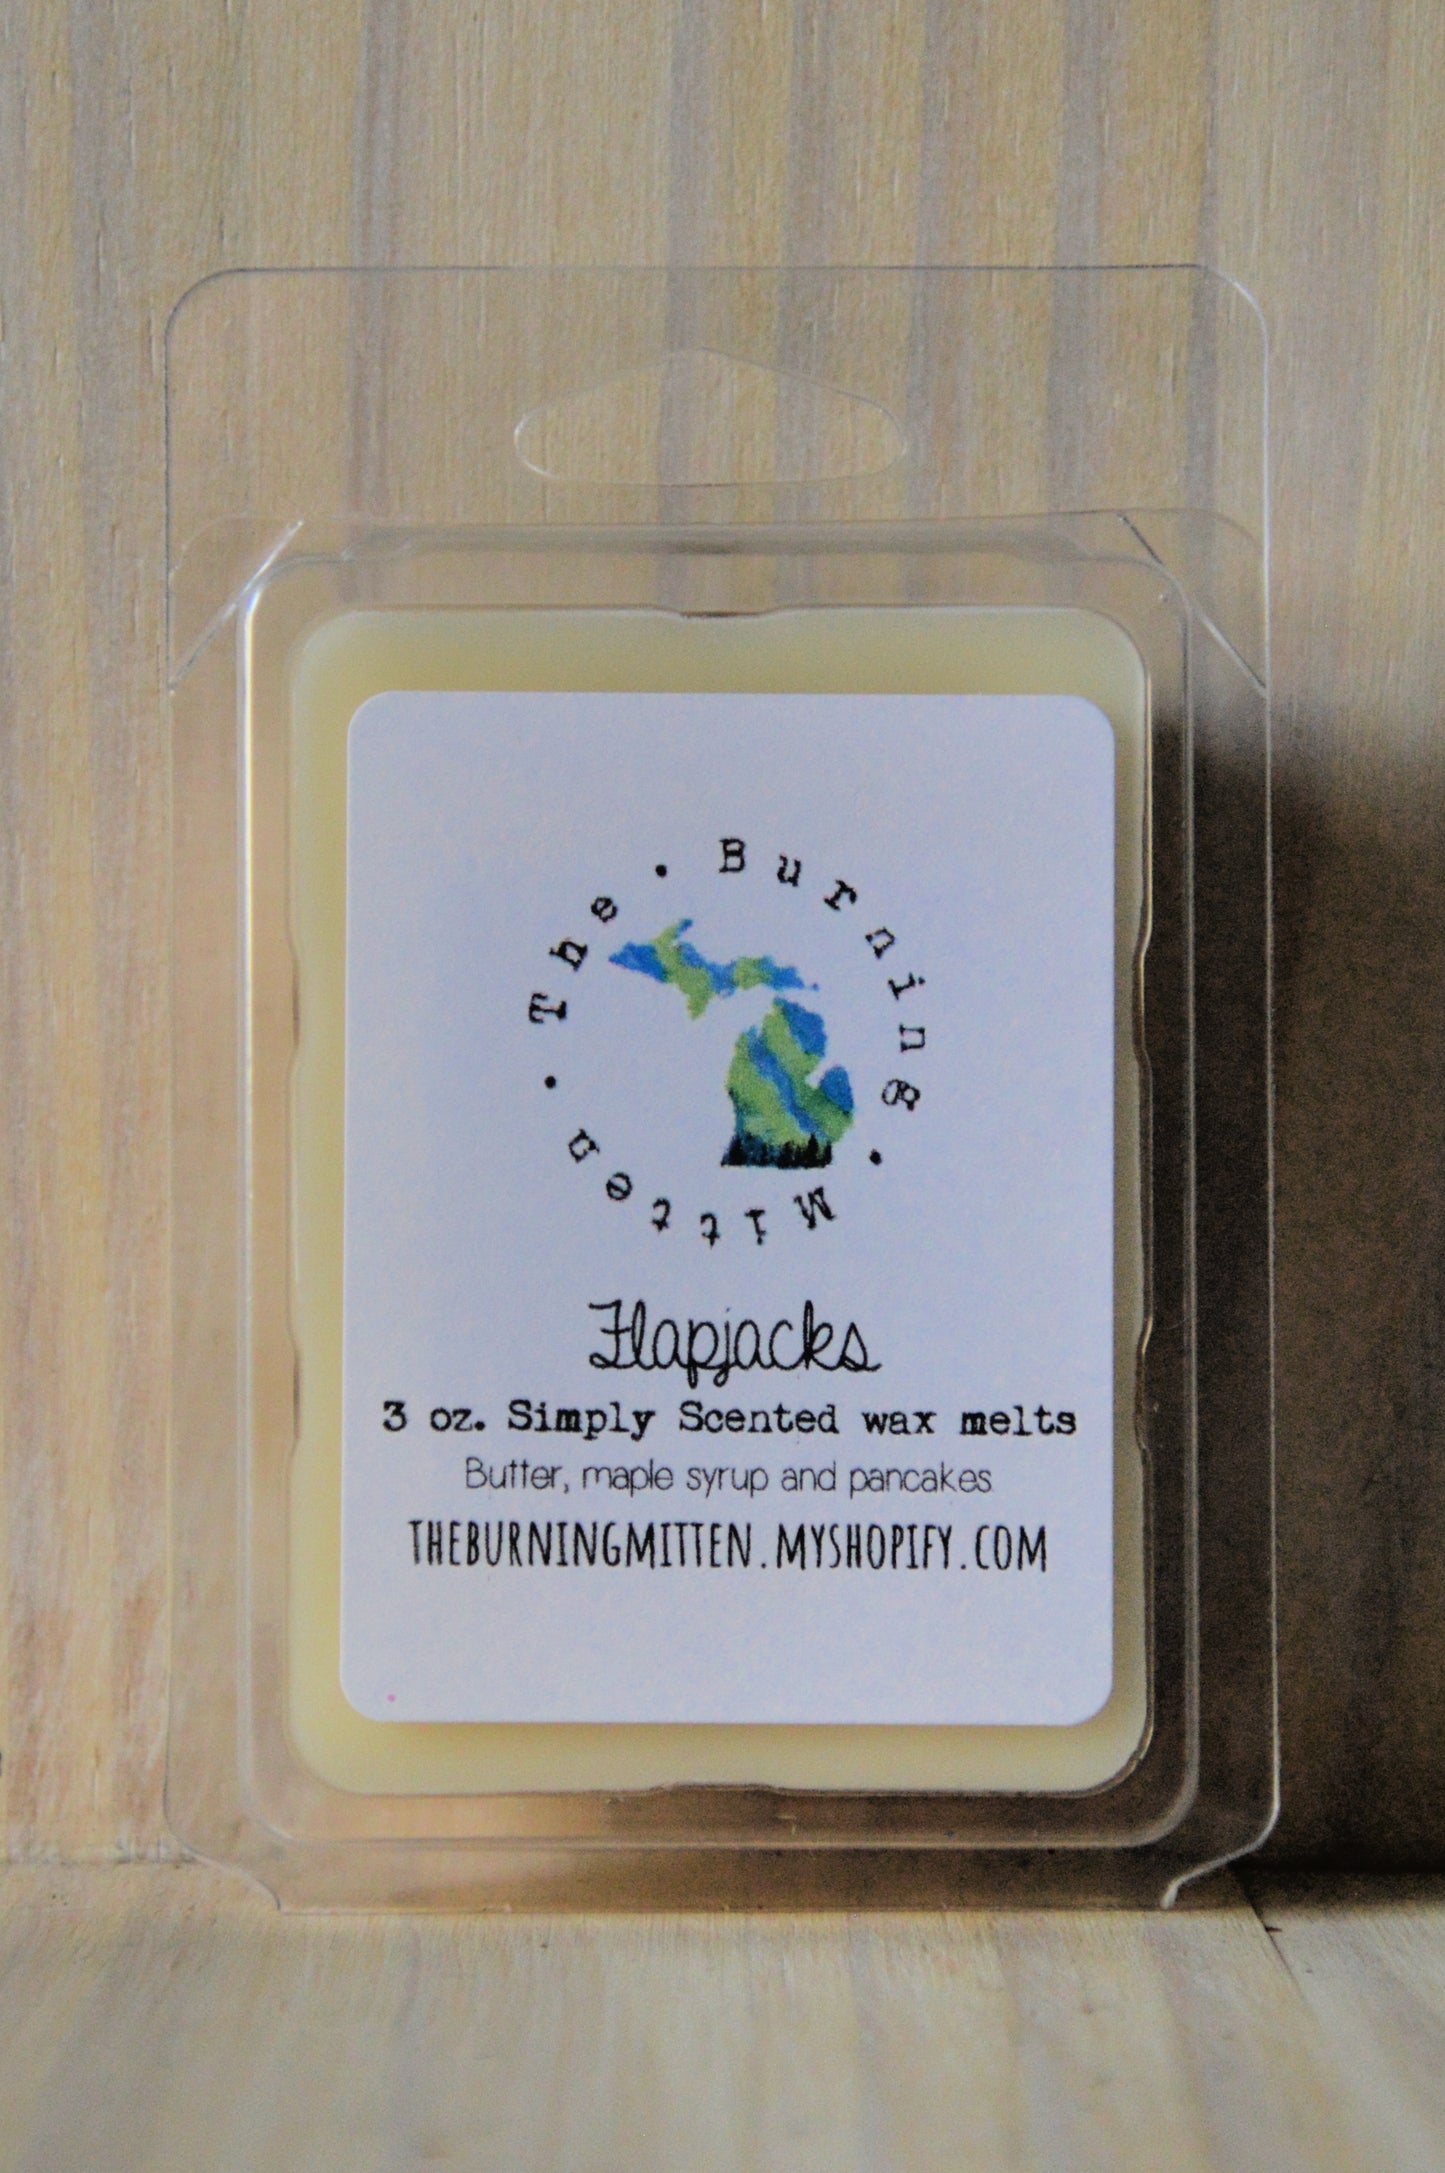 The • Burning • Mitten •
Flapjacks
3 oz. Simply Scented wax melts
Butter, maple syrup and pancakes
THEBURNINGMITTEN.MYSHOPIFY.COM